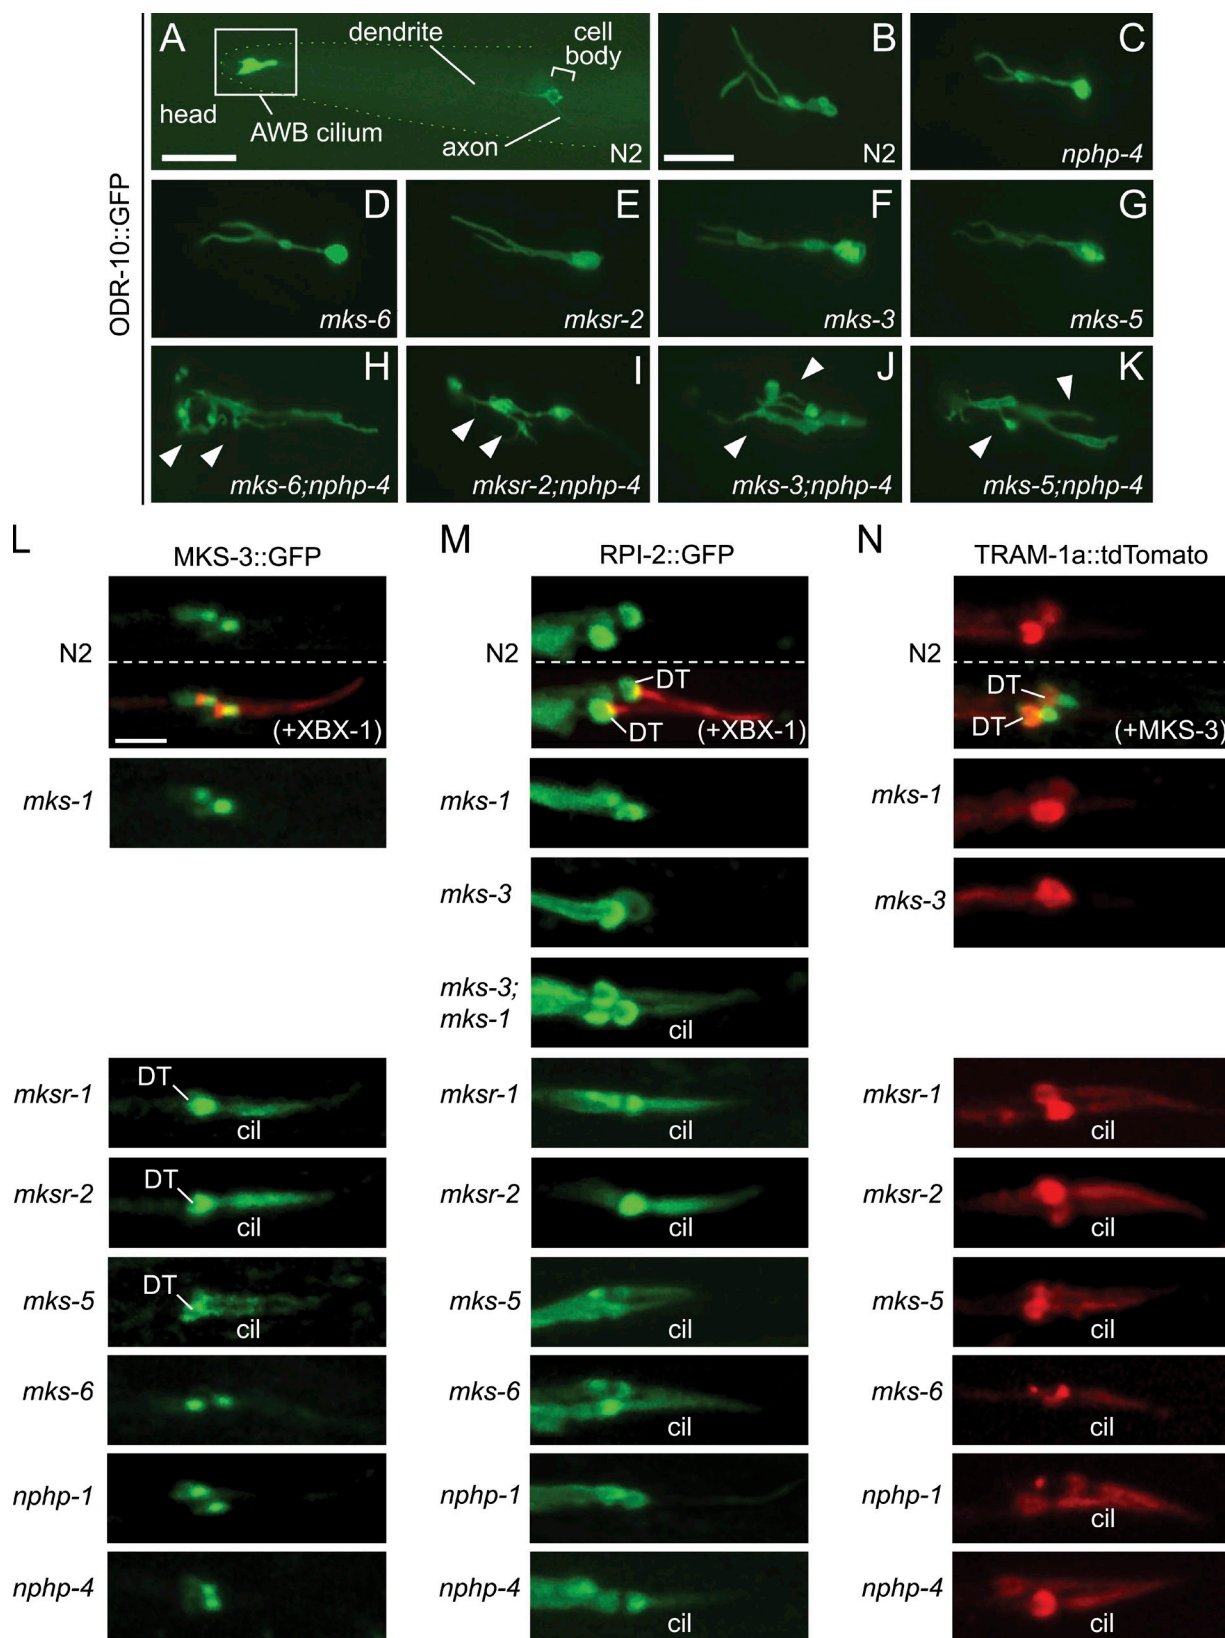 ODR-10::GFP
A
dendrite
cell
body
head
AWB cilium
axon
N2
B
N2
C
nphp-4
D
mks-6
E
mksr-2
F
mks-3
G
mks-5
H
mks-6;nphp-4
I
mksr-2;nphp-4
J
mks-3;nphp-4
K
mks-5;nphp-4
L
MKS-3::GFP
N2
(+XBX-1)
mks-1
mksr-1
DT
cil
mksr-2
DT
cil
mks-5
DT
cil
mks-6
nphp-1
nphp-4
M
RPI-2::GFP
N2
DT
DT
(+XBX-1)
mks-1
mks-3
mks-3;
mks-1
cil
mksr-1
cil
mksr-2
cil
mks-5
cil
mks-6
cil
nphp-1
nphp-4
cil
N
TRAM-1a::tdTomato
N2
DT
DT
(+MKS-3)
mks-1
mks-3
mksr-1
cil
mksr-2
cil
mks-5
cil
mks-6
cil
nphp-1
cil
nphp-4
cil